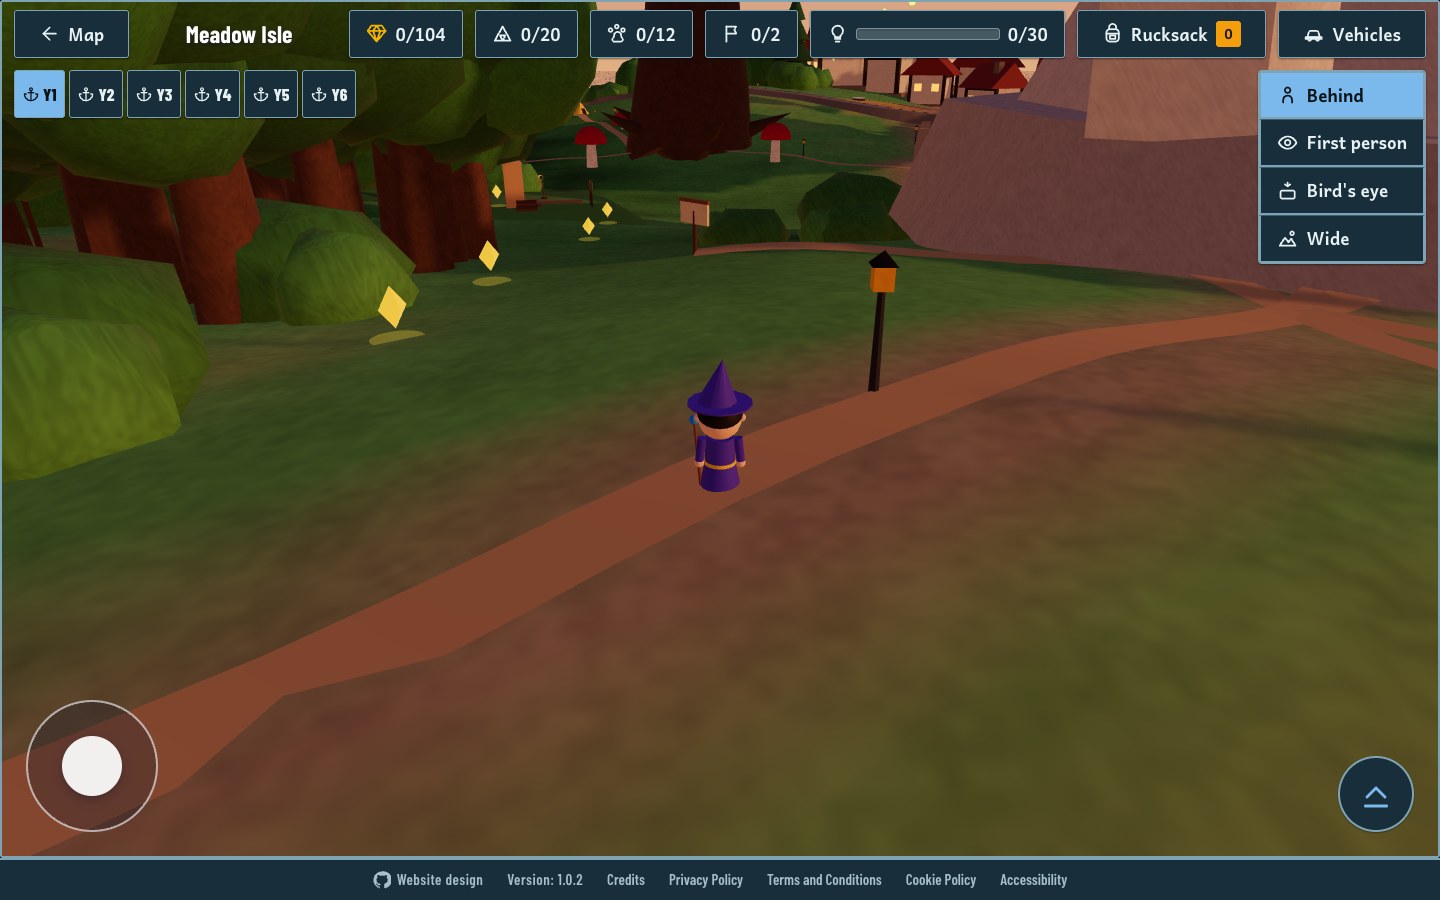 Map
Meadow Isle
0/104
0/20
0/12
0/2
0/30
Rucksack 0
Vehicles
Y1
Y2
Y3
Y4
Y5
Y6
Behind
First person
Bird's eye
Wide
Website design
Version: 1.0.2
Credits
Privacy Policy
Terms and Conditions
Cookie Policy
Accessibility